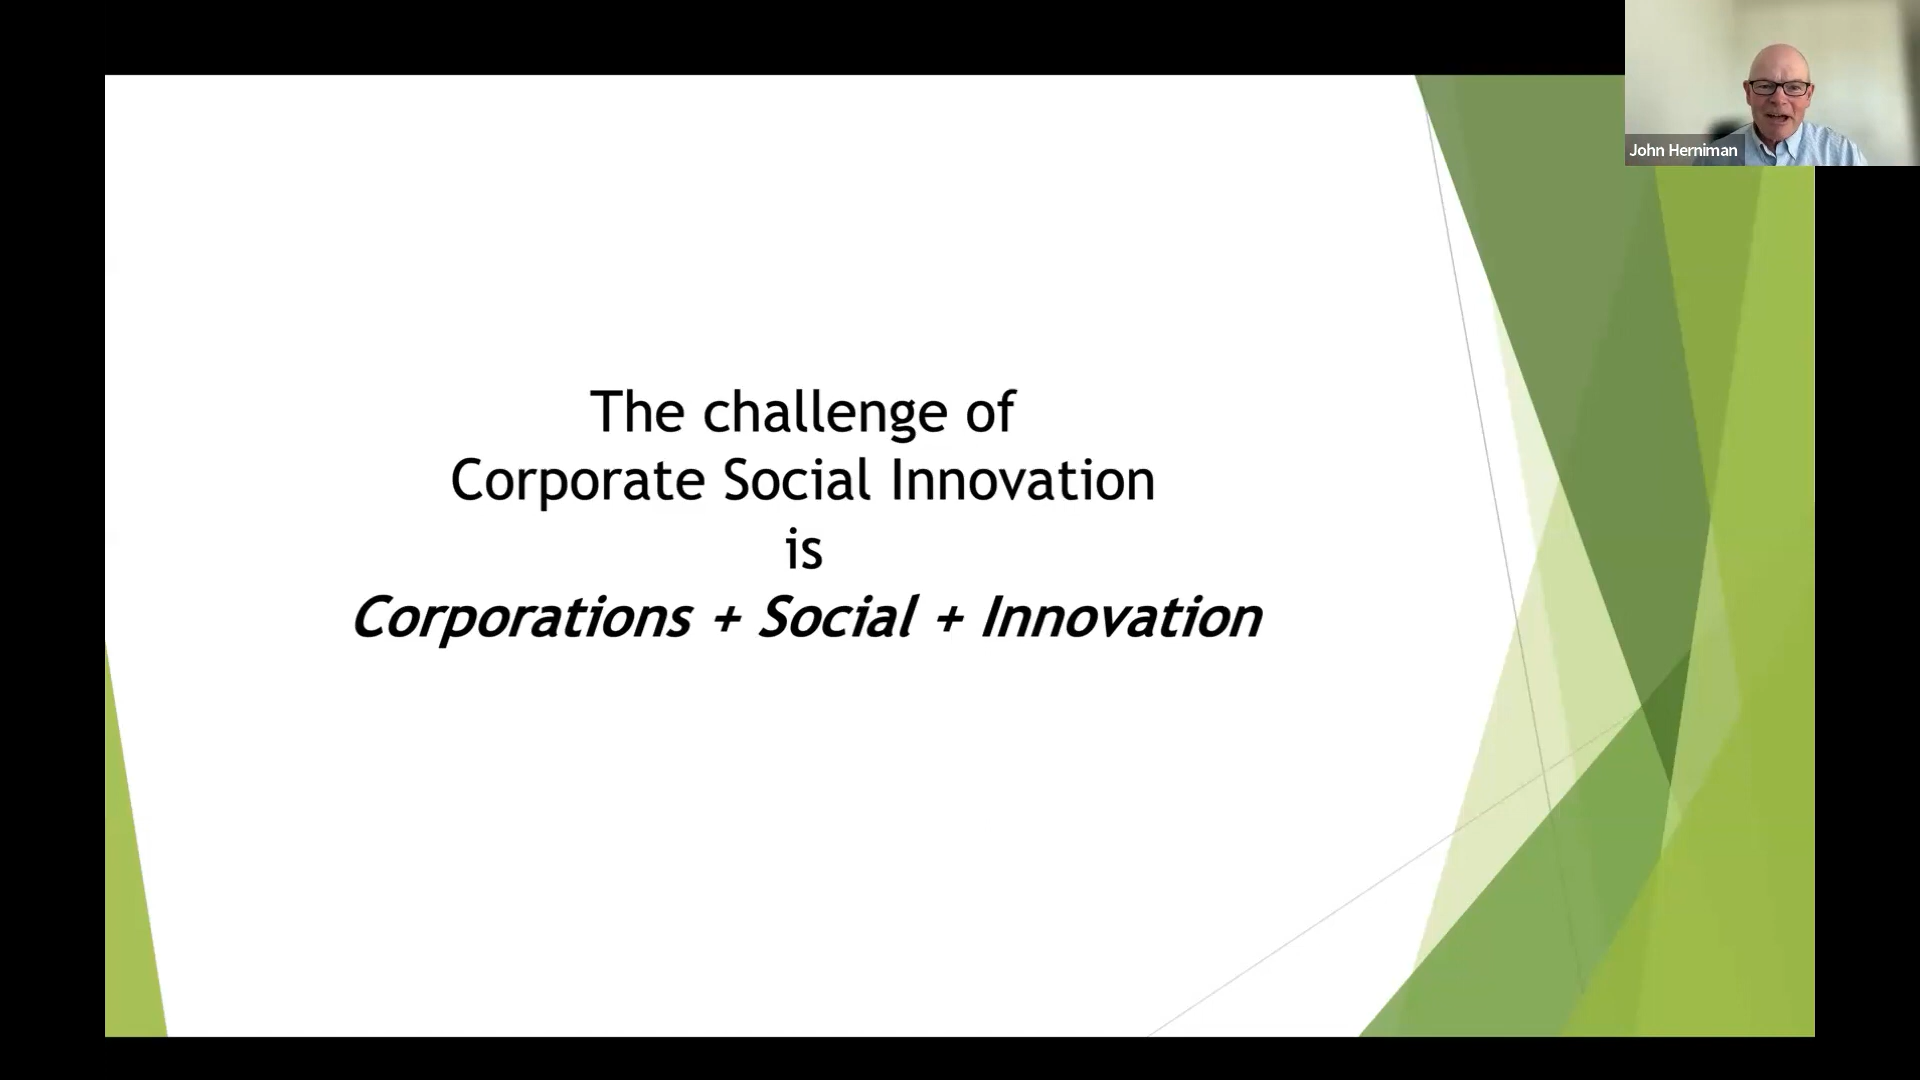 The challenge of
Corporate Social Innovation
is
Corporations + Social + Innovation
John Herniman